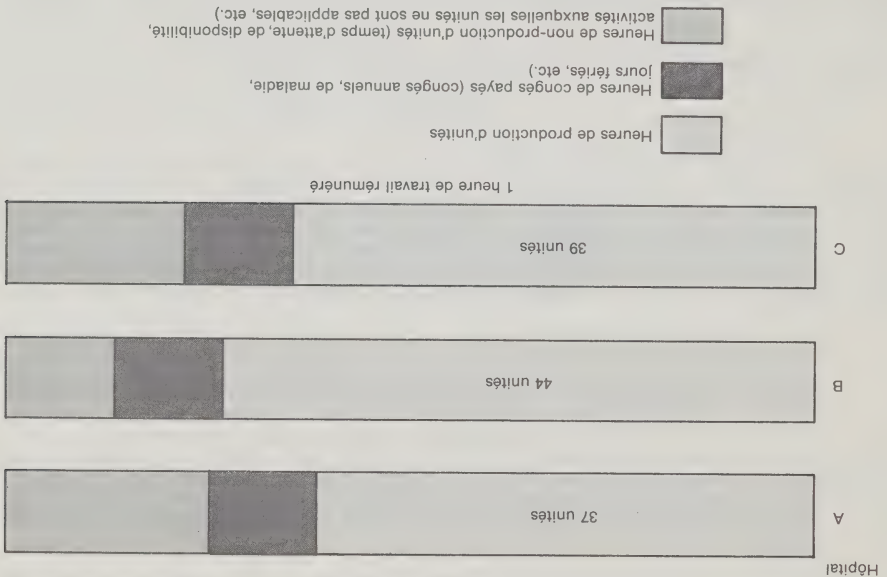 Hôpital
A 37 unités
B 44 unités
C 39 unités
1 heure de travail rémunéré
Heures de production d'unités
Heures de congés payés (congés annuels, de maladie,
jours fériés, etc.)
Heures de non-production d'unités (temps d'attente, de disponibilité,
activités auxquelles les unités ne sont pas applicables, etc.)